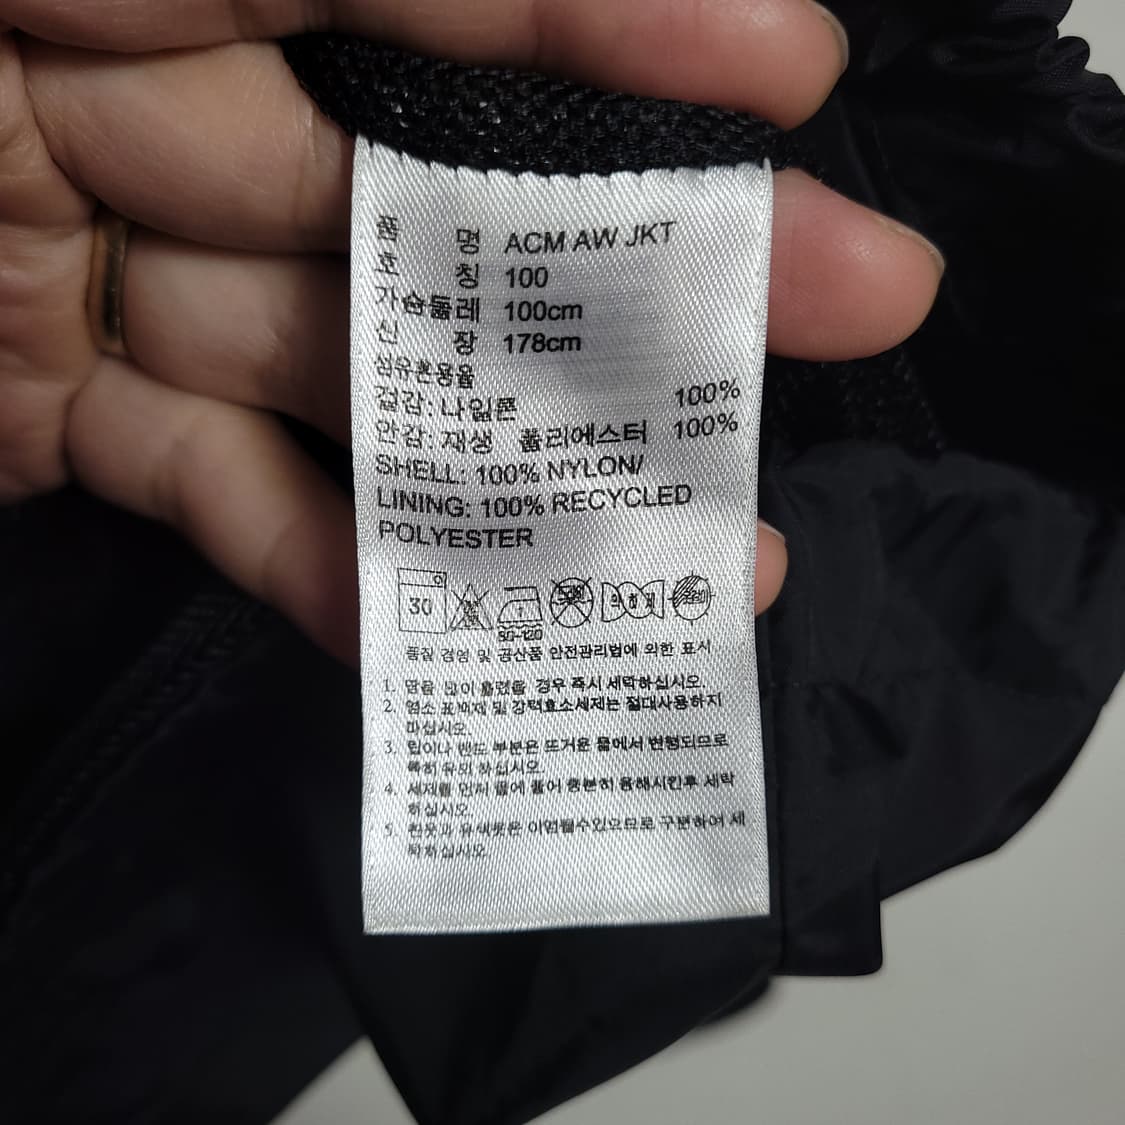 품 명 ACM AW JKT
호 칭 100
가슴둘레 100cm
신 장 178cm
섬유혼용율
겉감: 나일론 100%
안감: 재생 폴리에스터 100%
SHELL: 100% NYLON/
LINING: 100% RECYCLED
POLYESTER
30
80~120
품질 경영 및 공산품 안전관리법에 의한 표시
1. 땀을 많이 흘렸을 경우 즉시 세탁하십시오
2. 염소 표백제 및 강력효소세제는 절대사용하지
마십시오.
3. 립이나 밴드 부분은 뜨거운 물에서 변형되므로
특히 유의 하십시오.
4. 세제를 먼저 물에 풀어 충분히 용해시킨후 세탁
하십시오.
5. 흰옷과 유색옷은 이염될수있으므로 구분하여 세
탁하십시오.